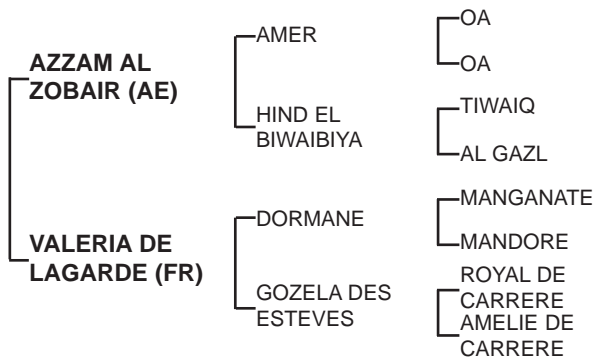 AZZAM AL
ZOBAIR (AE)
AMER
OA
OA
HIND EL
BIWAIBIYA
TIWAIQ
AL GAZL
VALERIA DE
LAGARDE (FR)
DORMANE
MANGANATE
MANDORE
GOZELA DES
ESTEVES
ROYAL DE
CARRERE
AMELIE DE
CARRERE